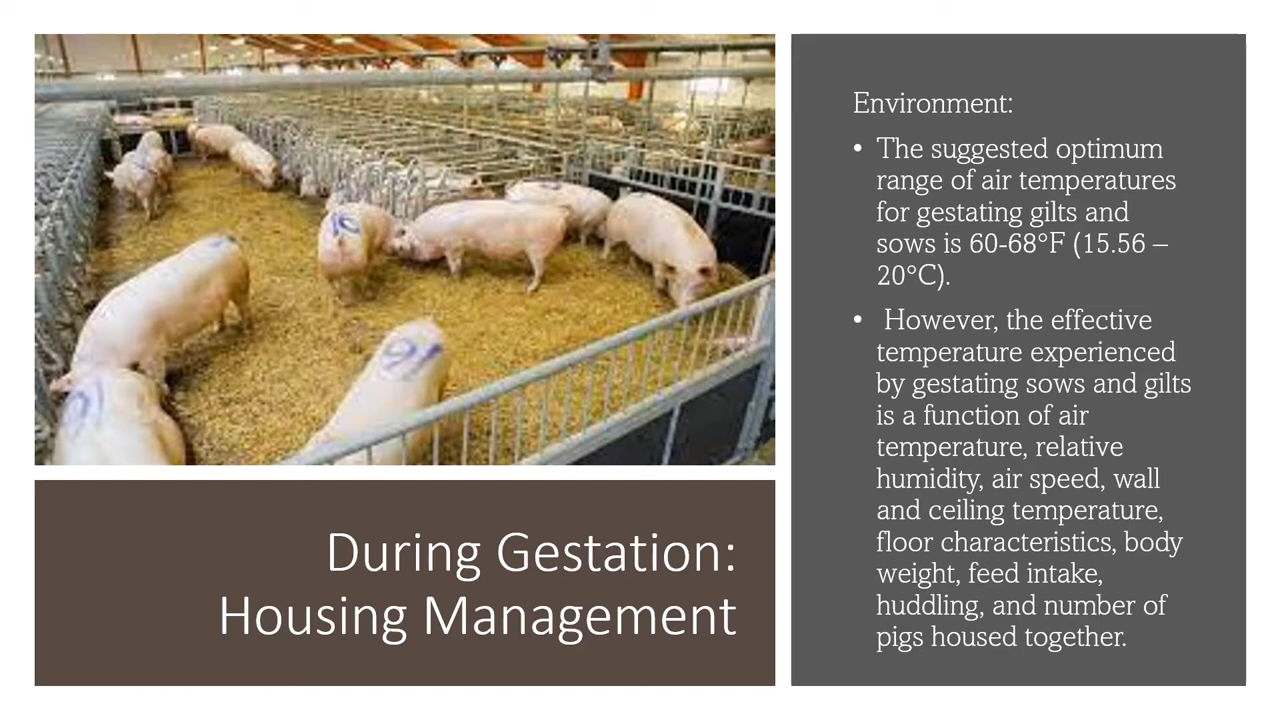 Environment:
• The suggested optimum
range of air temperatures
for gestating gilts and
sows is 60-68°F (15.56 –
20°C).
• However, the effective
temperature experienced
by gestating sows and gilts
is a function of air
temperature, relative
humidity, air speed, wall
and ceiling temperature,
floor characteristics, body
weight, feed intake,
huddling, and number of
pigs housed together.
During Gestation:
Housing Management